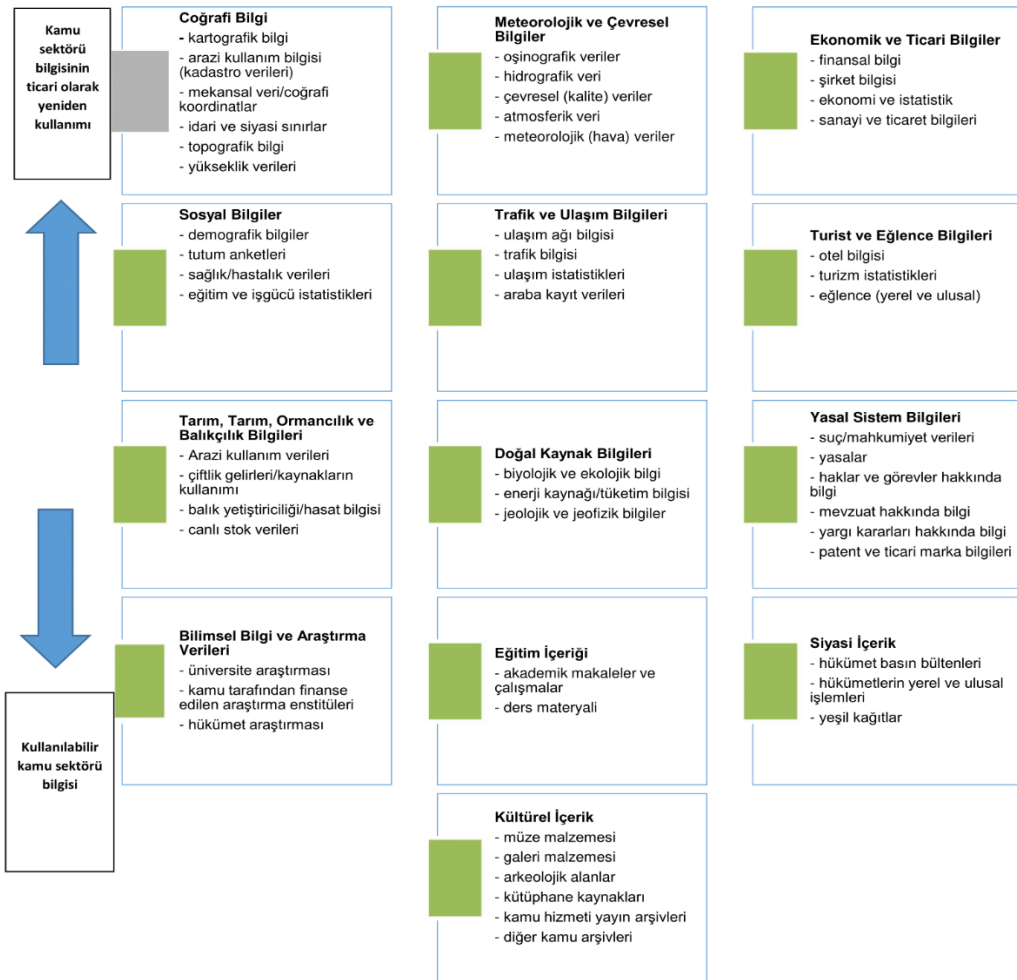 Kamu
sektörü
bilgisinin
ticari olarak
yeniden
kullanımı
Coğrafi Bilgi
- kartografik bilgi
- arazi kullanım bilgisi
(kadastro verileri)
- mekansal veri/coğrafi
koordinatlar
- idari ve siyasi sınırlar
- topografik bilgi
- yükseklik verileri
Meteorolojik ve Çevresel
Bilgiler
- oşinografik veriler
- hidrografik veri
- çevresel (kalite) veriler
- atmosferik veri
- meteorolojik (hava) veriler
Ekonomik ve Ticari Bilgiler
- finansal bilgi
- şirket bilgisi
- ekonomi ve istatistik
- sanayi ve ticaret bilgileri
Sosyal Bilgiler
- demografik bilgiler
- tutum anketleri
- sağlık/hastalık verileri
- eğitim ve işgücü istatistikleri
Trafik ve Ulaşım Bilgileri
- ulaşım ağı bilgisi
- trafik bilgisi
- ulaşım istatistikleri
- araba kayıt verileri
Turist ve Eğlence Bilgileri
- otel bilgisi
- turizm istatistikleri
- eğlence (yerel ve ulusal)
Tarım, Tarım, Ormancılık ve
Balıkçılık Bilgileri
- Arazi kullanım verileri
- çiftlik gelirleri/kaynakların
kullanımı
- balık yetiştiriciliği/hasat bilgisi
- canlı stok verileri
Doğal Kaynak Bilgileri
- biyolojik ve ekolojik bilgi
- enerji kaynağı/tüketim bilgisi
- jeolojik ve jeofizik bilgiler
Yasal Sistem Bilgileri
- suç/mahkumiyet verileri
- yasalar
- haklar ve görevler hakkında
bilgi
- mevzuat hakkında bilgi
- yargı kararları hakkında bilgi
- patent ve ticari marka bilgileri
Kullanılabilir
kamu sektörü
bilgisi
Bilimsel Bilgi ve Araştırma
Verileri
- üniversite araştırması
- kamu tarafından finanse
edilen araştırma enstitüleri
- hükümet araştırması
Eğitim İçeriği
- akademik makaleler ve
çalışmalar
- ders materyali
Siyasi İçerik
- hükümet basın bültenleri
- hükümetlerin yerel ve ulusal
işlemleri
- yeşil kağıtlar
Kültürel İçerik
- müze malzemesi
- galeri malzemesi
- arkeolojik alanlar
- kütüphane kaynakları
- kamu hizmeti yayın arşivleri
- diğer kamu arşivleri